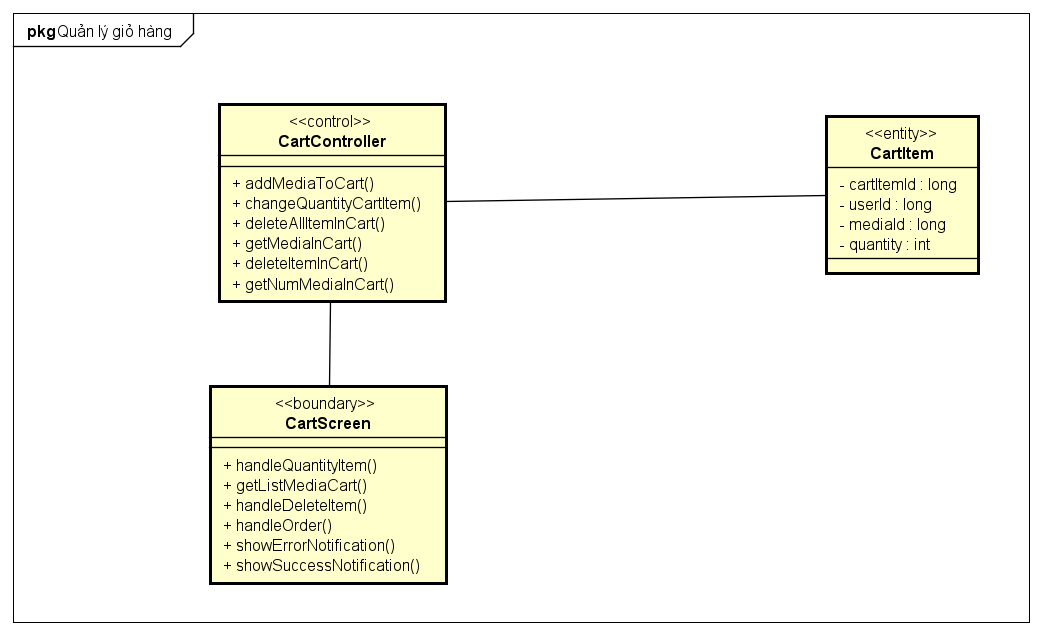 pkg Quản lý giỏ hàng
<<control>>
CartController
+ addMediaToCart()
+ changeQuantityCartItem()
+ deleteAllItemInCart()
+ getMediaInCart()
+ deleteItemInCart()
+ getNumMediaInCart()
<<entity>>
CartItem
- cartItemId : long
- userId : long
- mediaId : long
- quantity : int
<<boundary>>
CartScreen
+ handleQuantityItem()
+ getListMediaCart()
+ handleDeleteItem()
+ handleOrder()
+ showErrorNotification()
+ showSuccessNotification()